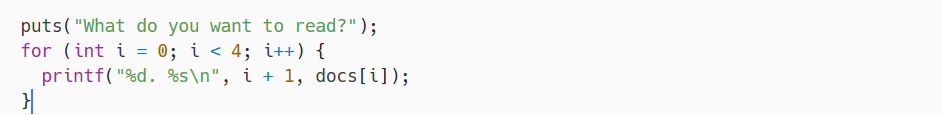 puts("What do you want to read?");
for (int i = 0; i < 4; i++) {
  printf("%d. %s\n", i + 1, docs[i]);
}